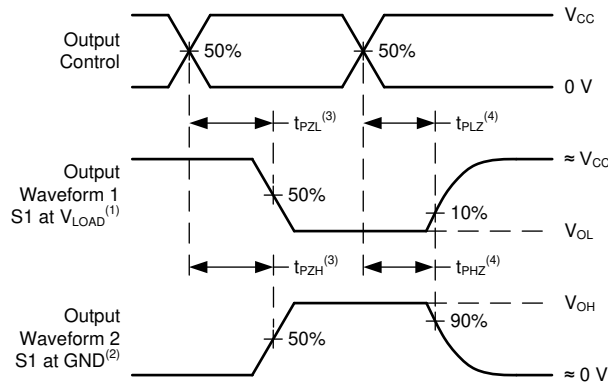 V_CC
Output
Control
50%
50%
0 V
t_PZL^(3)
t_PLZ^(4)
Output
Waveform 1
S1 at V_LOAD^(1)
≈ V_CC
50%
10%
V_OL
t_PZH^(3)
t_PHZ^(4)
Output
Waveform 2
S1 at GND^(2)
V_OH
50%
90%
≈ 0 V